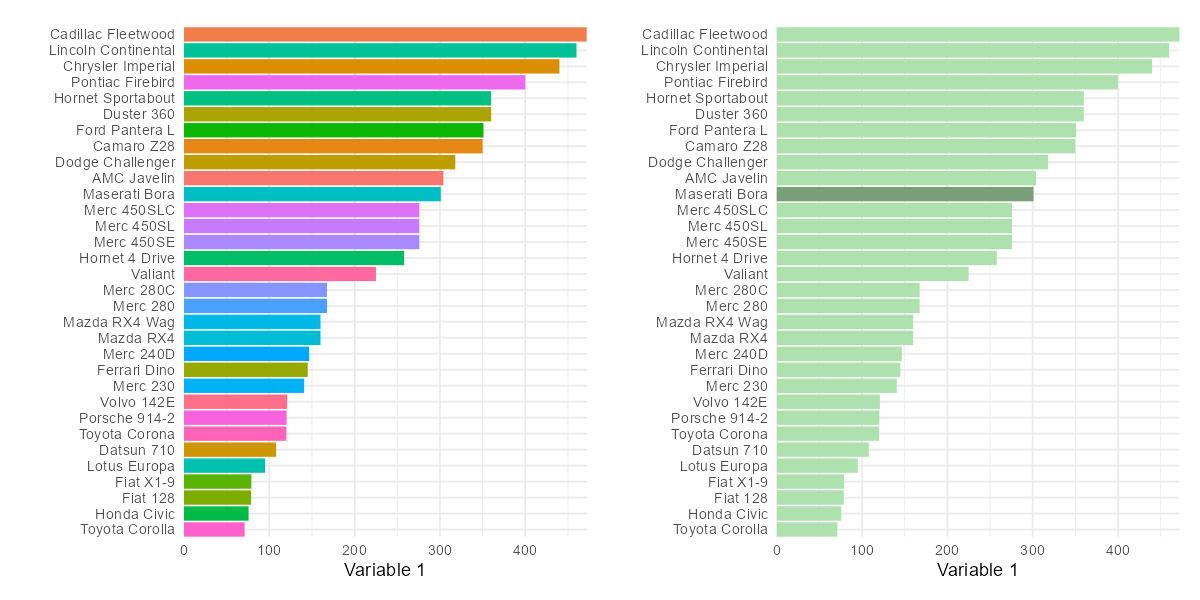 Cadillac Fleetwood
Lincoln Continental
Chrysler Imperial
Pontiac Firebird
Hornet Sportabout
Duster 360
Ford Pantera L
Camaro Z28
Dodge Challenger
AMC Javelin
Maserati Bora
Merc 450SLC
Merc 450SL
Merc 450SE
Hornet 4 Drive
Valiant
Merc 280C
Merc 280
Mazda RX4 Wag
Mazda RX4
Merc 240D
Ferrari Dino
Merc 230
Volvo 142E
Porsche 914-2
Toyota Corona
Datsun 710
Lotus Europa
Fiat X1-9
Fiat 128
Honda Civic
Toyota Corolla
0 100 200 300 400
Variable 1
Cadillac Fleetwood
Lincoln Continental
Chrysler Imperial
Pontiac Firebird
Hornet Sportabout
Duster 360
Ford Pantera L
Camaro Z28
Dodge Challenger
AMC Javelin
Maserati Bora
Merc 450SLC
Merc 450SL
Merc 450SE
Hornet 4 Drive
Valiant
Merc 280C
Merc 280
Mazda RX4 Wag
Mazda RX4
Merc 240D
Ferrari Dino
Merc 230
Volvo 142E
Porsche 914-2
Toyota Corona
Datsun 710
Lotus Europa
Fiat X1-9
Fiat 128
Honda Civic
Toyota Corolla
0 100 200 300 400
Variable 1